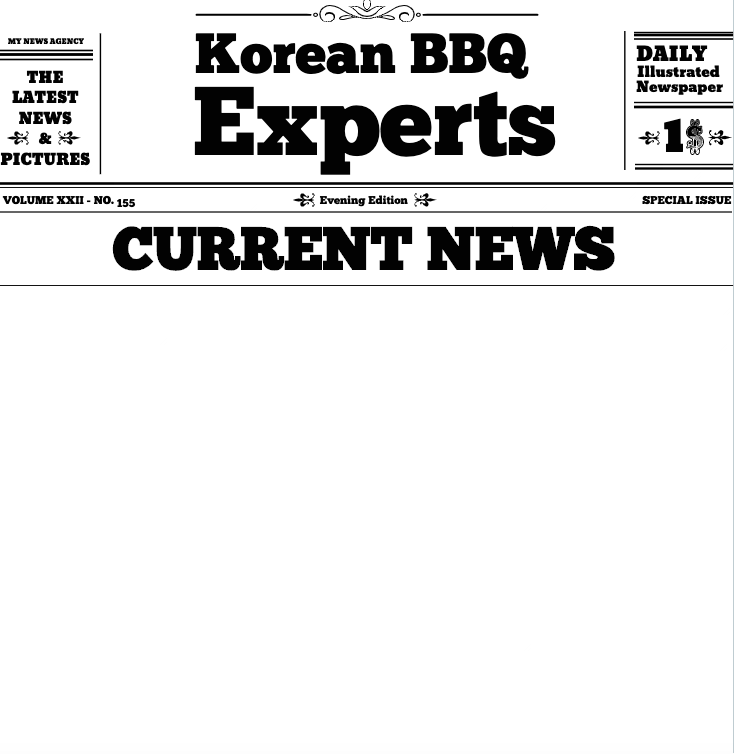 MY NEWS AGENCY
THE
LATEST
NEWS
&
PICTURES
Korean BBQ
Experts
DAILY
Illustrated
Newspaper
1$
VOLUME XXII - NO. 155
Evening Edition
SPECIAL ISSUE
CURRENT NEWS